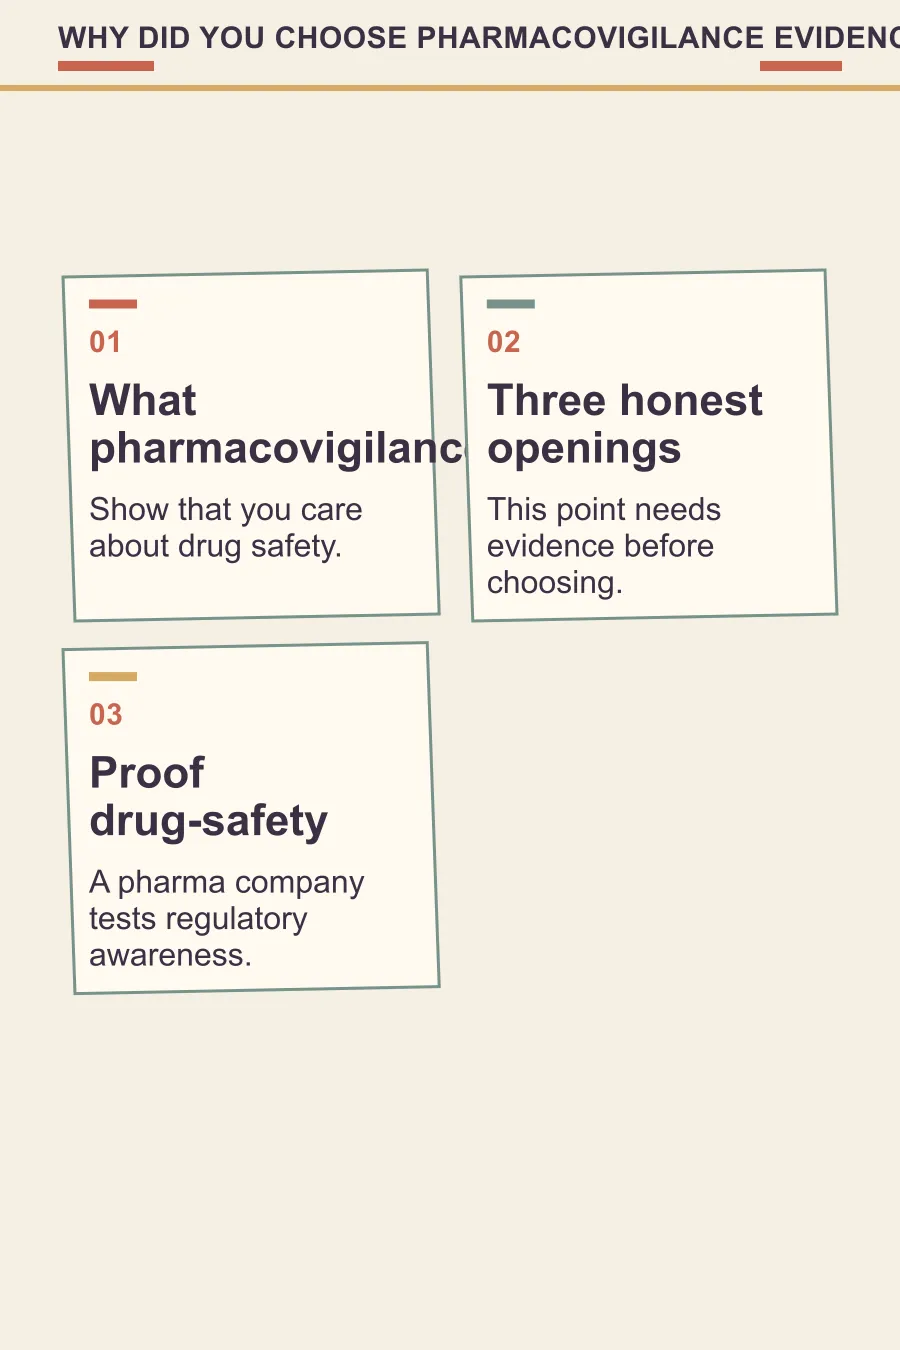 WHY DID YOU CHOOSE PHARMACOVIGILANCE EVIDENC
01
What
pharmacovigilanc
Show that you care
about drug safety.
02
Three honest
openings
This point needs
evidence before
choosing.
03
Proof
drug-safety
A pharma company
tests regulatory
awareness.